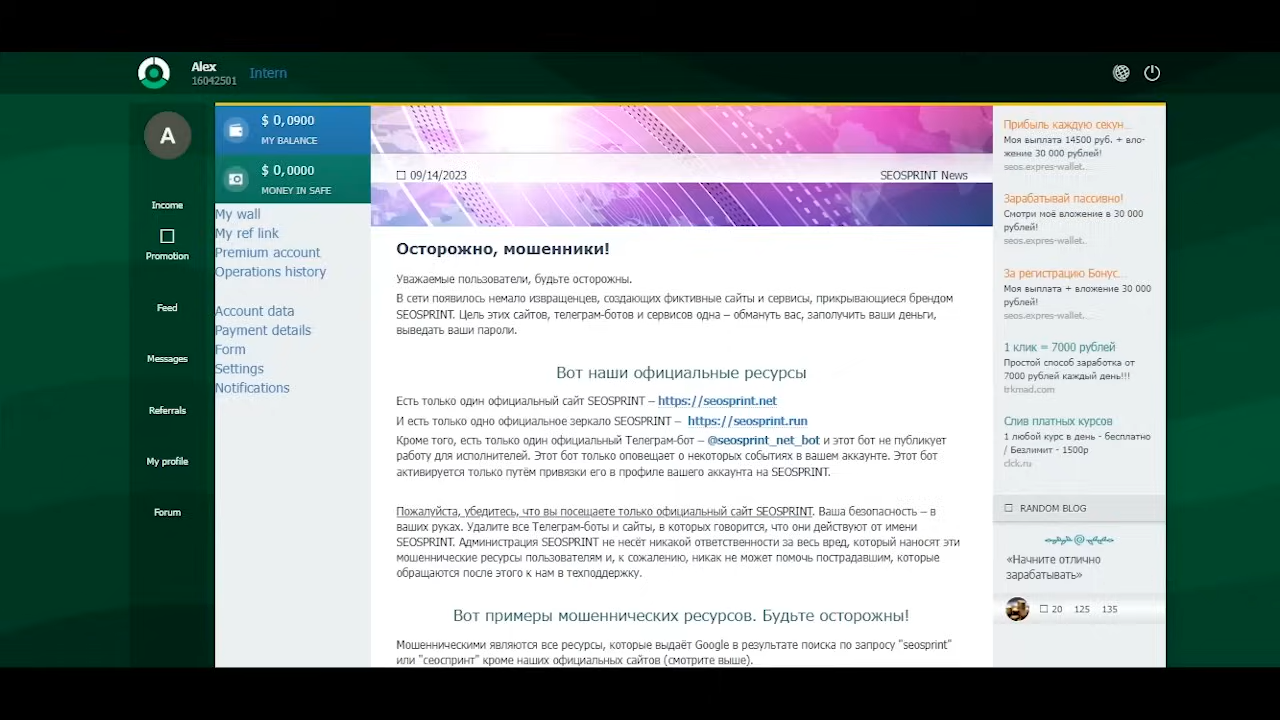 Alex
16042501
Intern
A
Income
Promotion
Feed
Messages
Referrals
My profile
Forum
$ 0,0900
MY BALANCE
$ 0,0000
MONEY IN SAFE
My wall
My ref link
Premium account
Operations history
Account data
Payment details
Form
Settings
Notifications
09/14/2023
SEOSPRINT News
Осторожно, мошенники!
Уважаемые пользователи, будьте осторожны.
В сети появилось немало извращенцев, создающих фиктивные сайты и сервисы, прикрывающиеся брендом
SEOSPRINT. Цель этих сайтов, телеграм-ботов и сервисов одна – обмануть вас, заполучить ваши деньги,
выведать ваши пароли.
Вот наши официальные ресурсы
Есть только один официальный сайт SEOSPRINT – https://seosprint.net
И есть только одно официальное зеркало SEOSPRINT – https://seosprint.run
Кроме того, есть только один официальный Телеграм-бот – @seosprint_net_bot и этот бот не публикует
работу для исполнителей. Этот бот только оповещает о некоторых событиях в вашем аккаунте. Этот бот
активируется только путём привязки его в профиле вашего аккаунта на SEOSPRINT.
Пожалуйста, убедитесь, что вы посещаете только официальный сайт SEOSPRINT. Ваша безопасность – в
ваших руках. Удалите все Телеграм-боты и сайты, в которых говорится, что они действуют от имени
SEOSPRINT. Администрация SEOSPRINT не несёт никакой ответственности за весь вред, который наносят эти
мошеннические ресурсы пользователям и, к сожалению, никак не может помочь пострадавшим, которые
обращаются после этого к нам в техподдержку.
Вот примеры мошеннических ресурсов. Будьте осторожны!
Мошенническими являются все ресурсы, которые выдаёт Google в результате поиска по запросу "seosprint"
или "сеоспринт" кроме наших официальных сайтов (смотрите выше).
Прибыль каждую секун...
Моя выплата 14500 руб. + вло-
жение 30 000 рублей!
seos.expres-wallet..
Зарабатывай пассивно!
Смотри моё вложение в 30 000
рублей!
seos.expres-wallet..
За регистрацию Бонус...
Моя выплата + вложение 30 000
рублей!
seos.expres-wallet..
1 клик = 7000 рублей
Простой способ заработка от
7000 рублей каждый день!!!
trkmad.com
Слив платных курсов
1 любой курс в день - бесплатно
/ Безлимит - 1500р
clck.ru
RANDOM BLOG
@
«Начните отлично
зарабатывать»
20 125 135